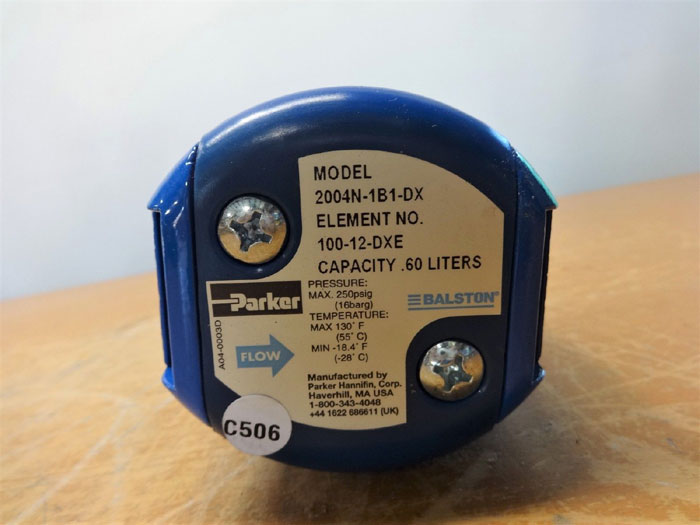 MODEL
2004N-1B1-DX
ELEMENT NO.
100-12-DXE
CAPACITY .60 LITERS
Parker
PRESSURE:
MAX. 250psig
(16barg)
TEMPERATURE:
MAX 130° F
(55° C)
MIN -18.4° F
(-28° C)
BALSTON®
A04-0003D
FLOW
Manufactured by
Parker Hannifin, Corp.
Haverhill, MA USA
1-800-343-4048
+44 1622 686611 (UK)
C506